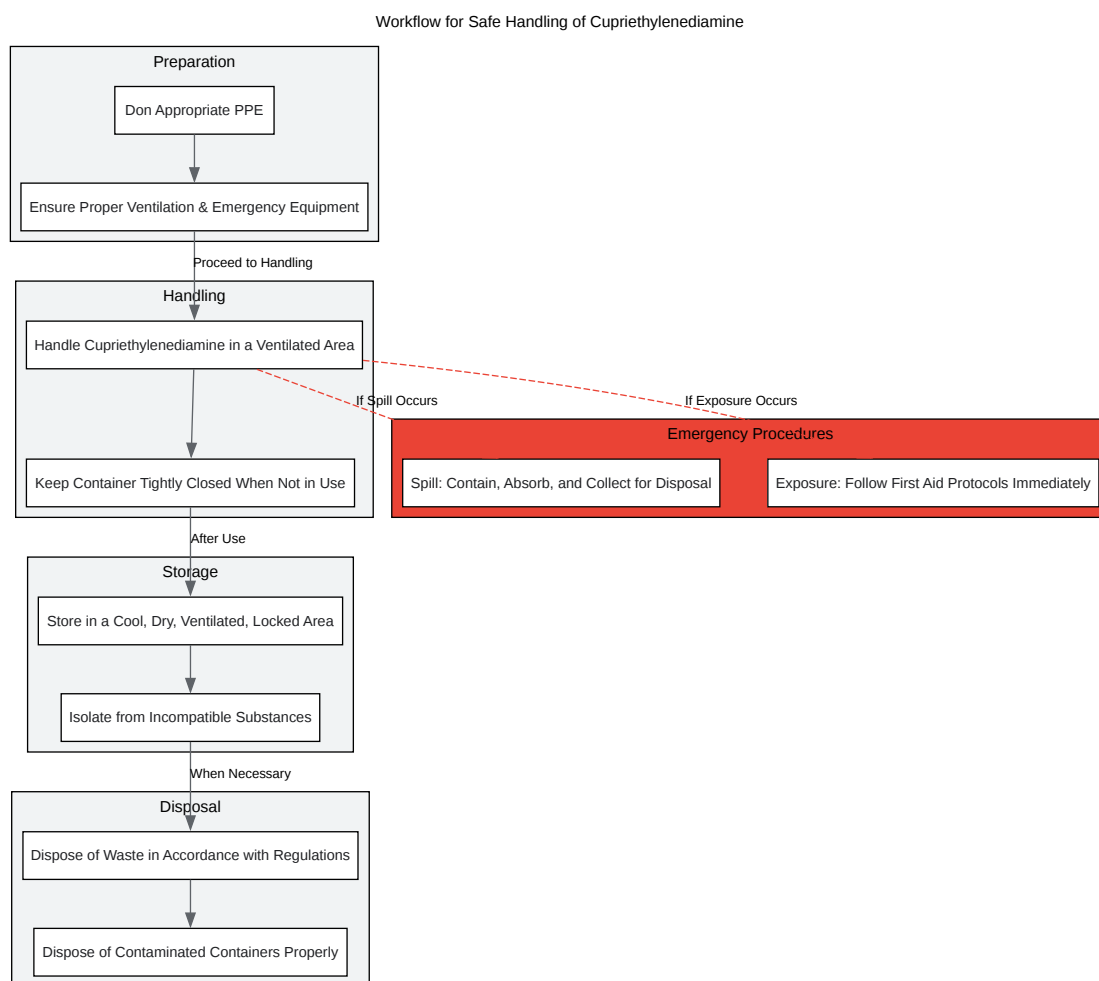 Workflow for Safe Handling of Cupriethylenediamine
Preparation
Don Appropriate PPE
Ensure Proper Ventilation & Emergency Equipment
Proceed to Handling
Handling
Handle Cupriethylenediamine in a Ventilated Area
If Spill Occurs
If Exposure Occurs
Emergency Procedures
Keep Container Tightly Closed When Not in Use
Spill: Contain, Absorb, and Collect for Disposal
Exposure: Follow First Aid Protocols Immediately
After Use
Storage
Store in a Cool, Dry, Ventilated, Locked Area
Isolate from Incompatible Substances
When Necessary
Disposal
Dispose of Waste in Accordance with Regulations
Dispose of Contaminated Containers Properly